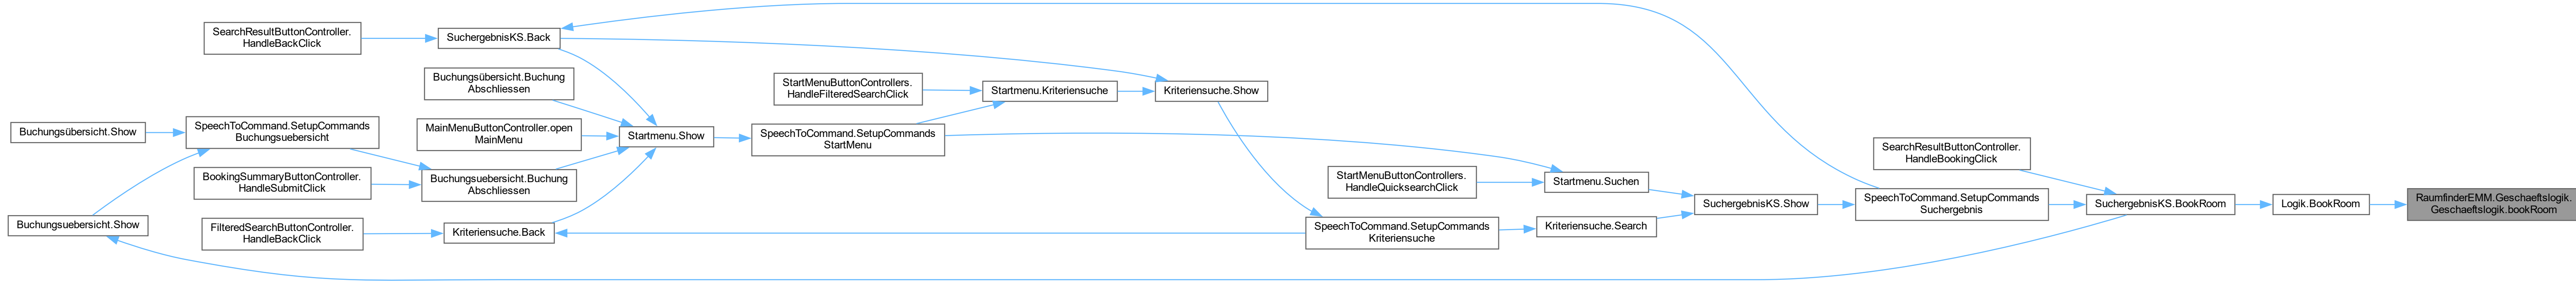 SearchResultButtonController.
HandleBackClick
SuchergebnisKS.Back
Buchungsübersicht.Buchung
Abschliessen
StartMenuButtonControllers.
HandleFilteredSearchClick
Startmenu.Kriteriensuche
Kriteriensuche.Show
Buchungsübersicht.Show
SpeechToCommand.SetupCommands
Buchungsuebersicht
MainMenuButtonController.open
MainMenu
Startmenu.Show
SpeechToCommand.SetupCommands
StartMenu
SearchResultButtonController.
HandleBookingClick
BookingSummaryButtonController.
HandleSubmitClick
Buchungsuebersicht.Buchung
Abschliessen
StartMenuButtonControllers.
HandleQuicksearchClick
Startmenu.Suchen
SuchergebnisKS.Show
SpeechToCommand.SetupCommands
Suchergebnis
SuchergebnisKS.BookRoom
Logik.BookRoom
RaumfinderEMM.Geschaeftslogik.
Geschaeftslogik.bookRoom
Buchungsuebersicht.Show
FilteredSearchButtonController.
HandleBackClick
Kriteriensuche.Back
SpeechToCommand.SetupCommands
Kriteriensuche
Kriteriensuche.Search